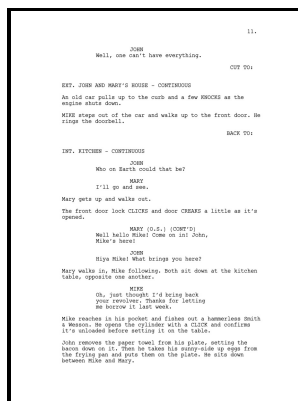 11.
JOHN
Well, one can't have everything.
CUT TO:
EXT. JOHN AND MARY'S HOUSE - CONTINUOUS
An old car pulls up to the curb and a few KNOCKS as the
engine shuts down.
MIKE steps out of the car and walks up to the front door. He
rings the doorbell.
BACK TO:
INT. KITCHEN - CONTINUOUS
JOHN
Who on Earth could that be?
MARY
I'll go and see.
Mary gets up and walks out.
The front door lock CLICKS and door CREAKS a little as it's
opened.
MARY (O.S.) (CONT'D)
Well hello Mike! Come on in! John,
Mike's here!
JOHN
Hiya Mike! What brings you here?
Mary walks in, Mike following. Both sit down at the kitchen
table, opposite one another.
MIKE
Oh, just thought I'd bring back
your revolver. Thanks for letting
me borrow it last week.
Mike reaches in his pocket and fishes out a hammerless Smith
& Wesson. He opens the cylinder with a CLICK and confirms
it's unloaded before setting it on the table.
John removes the paper towel from his plate, setting the
bacon down on it. Then he takes his sunny-side up eggs from
the frying pan and puts them on the plate. He sits down
between Mike and Mary.